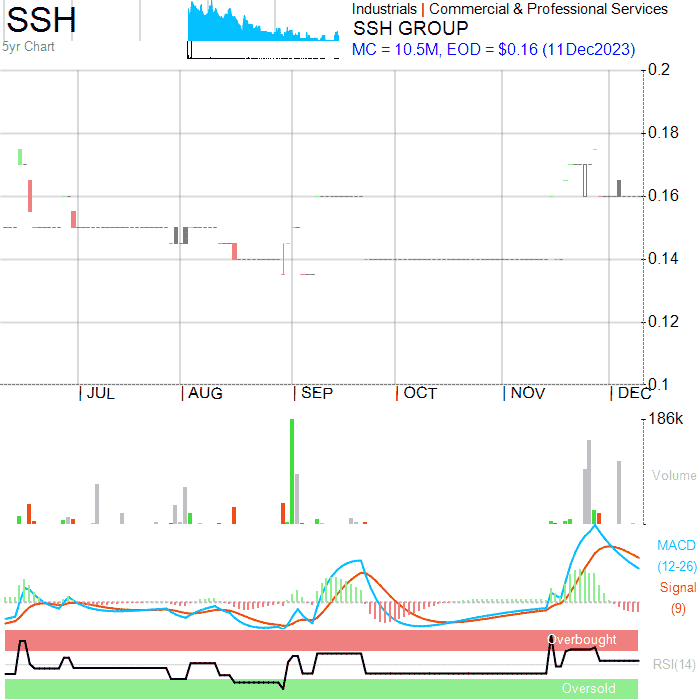 SSH
5yr Chart
Industrials | Commercial & Professional Services
SSH GROUP
MC = 10.5M, EOD = $0.16 (11Dec2023)
0.2
0.18
0.16
0.14
0.12
0.1
| JUL | AUG | SEP | OCT | NOV | DEC
186k
Volume
MACD
(12-26)
Signal
(9)
Overbought
RSI(14)
Oversold